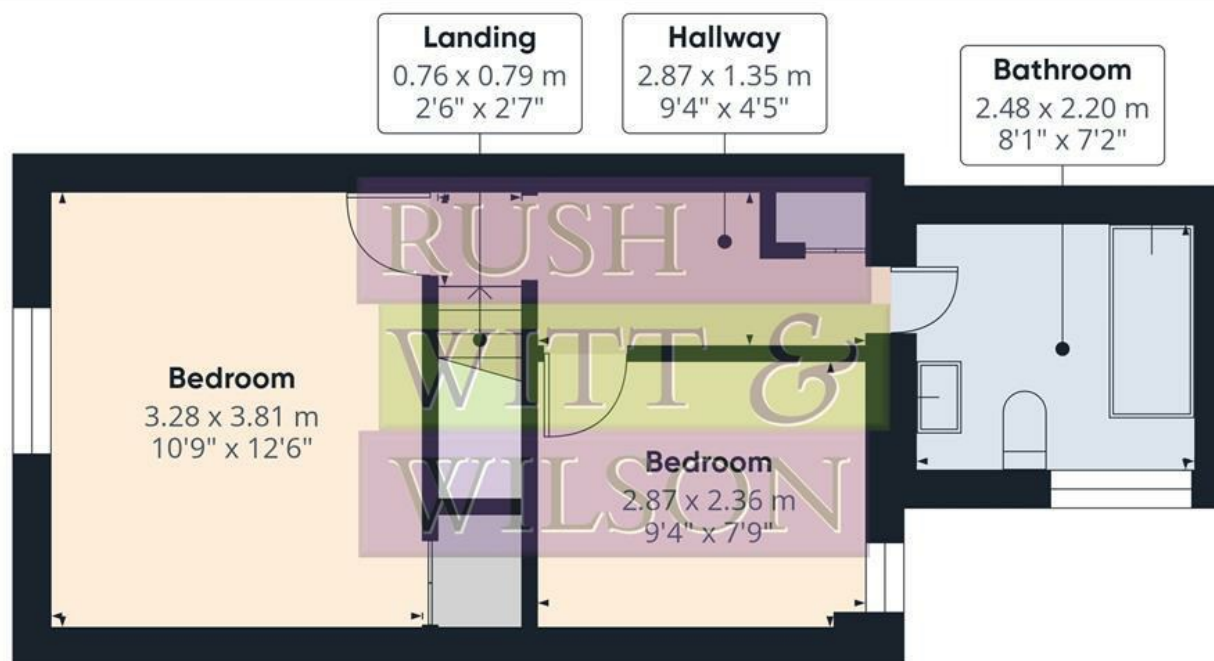 Landing
0.76 x 0.79 m
2'6" x 2'7"
Hallway
2.87 x 1.35 m
9'4" x 4'5"
Bathroom
2.48 x 2.20 m
8'1" x 7'2"
RUSH
WITT &
WILSON
Bedroom
3.28 x 3.81 m
10'9" x 12'6"
Bedroom
2.87 x 2.36 m
9'4" x 7'9"